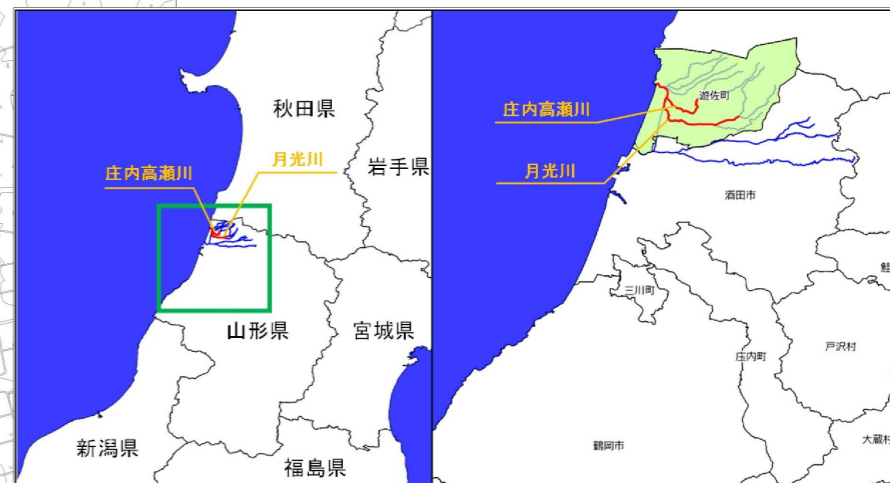 秋田県
月光川
庄内高瀬川
岩手県
山形県
宮城県
新潟県
福島県
遊佐町
庄内高瀬川
月光川
酒田市
三川町
庄内町
戸沢村
鶴岡市
大蔵村